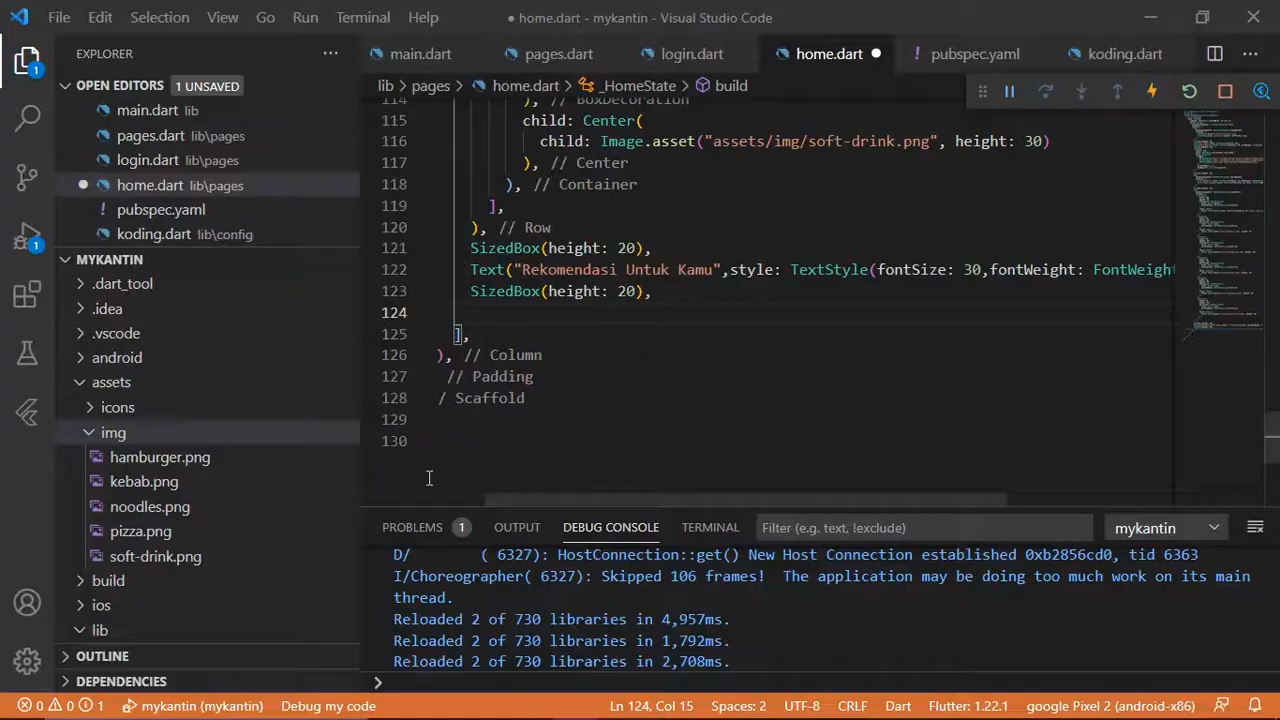 File Edit Selection View Go Run Terminal Help
● home.dart - mykantin - Visual Studio Code
EXPLORER
main.dart pages.dart login.dart home.dart pubspec.yaml koding.dart
OPEN EDITORS 1 UNSAVED
lib > pages > home.dart > _HomeState > build
main.dart lib
pages.dart lib\pages
login.dart lib\pages
home.dart lib\pages
pubspec.yaml
koding.dart lib\config
MYKANTIN
.dart_tool
.idea
.vscode
android
assets
icons
img
hamburger.png
kebab.png
noodles.png
pizza.png
soft-drink.png
build
ios
lib
OUTLINE
DEPENDENCIES
114 ), // BoxDecoration
115 child: Center(
116 child: Image.asset("assets/img/soft-drink.png", height: 30)
117 ), // Center
118 ), // Container
119 ],
120 ), // Row
121 SizedBox(height: 20),
122 Text("Rekomendasi Untuk Kamu",style: TextStyle(fontSize: 30,fontWeight: FontWeight
123 SizedBox(height: 20),
124
125 ],
126 ), // Column
127 // Padding
128 / Scaffold
129
130
PROBLEMS 1 OUTPUT DEBUG CONSOLE TERMINAL Filter (e.g. text, !exclude) mykantin
D/ ( 6327): HostConnection::get() New Host Connection established 0xb2856cd0, tid 6363
I/Choreographer( 6327): Skipped 106 frames! The application may be doing too much work on its main
thread.
Reloaded 2 of 730 libraries in 4,957ms.
Reloaded 2 of 730 libraries in 1,792ms.
Reloaded 2 of 730 libraries in 2,708ms.
1
1
0 0 1 mykantin (mykantin) Debug my code Ln 124, Col 15 Spaces: 2 UTF-8 CRLF Dart Flutter: 1.22.1 google Pixel 2 (android-x86)